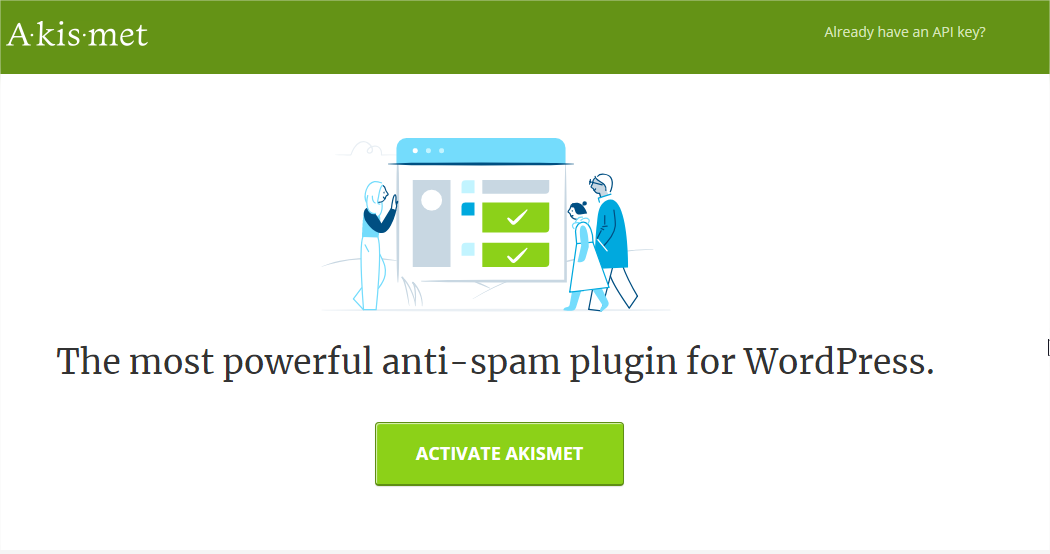 A·kis·met
Already have an API key?
The most powerful anti-spam plugin for WordPress.
ACTIVATE AKISMET